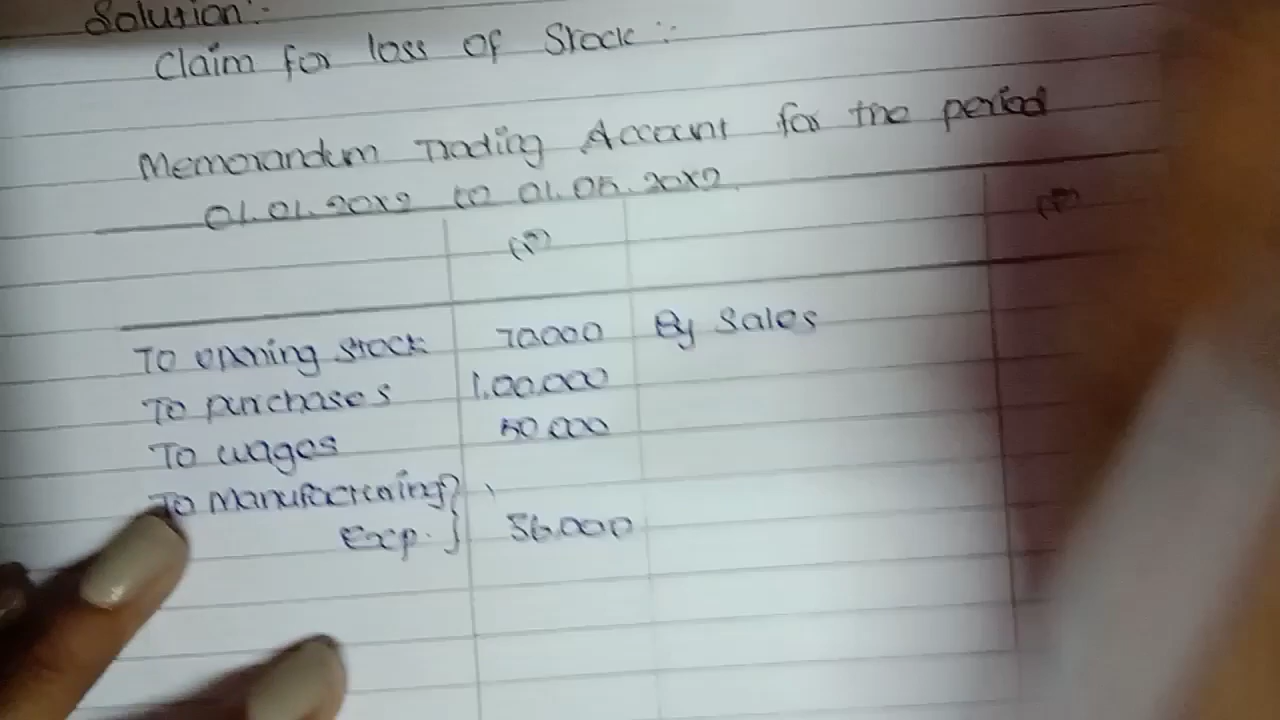 Solution:-
Claim for loss of Stock :-
Memorandum Trading Account for the period
01.01.20x2 to 01.05.20x2.
(₹) (₹)
To opening stock 70,000 By Sales
To purchases 1,00,000
To wages 50,000
To Manufacturing }
Exp. } 56,000